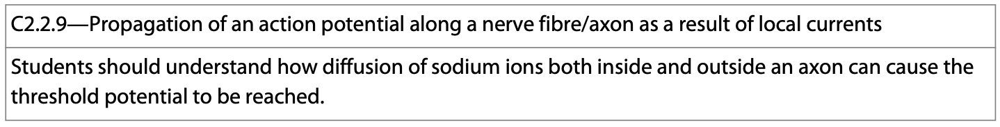 C2.2.9—Propagation of an action potential along a nerve fibre/axon as a result of local currents
Students should understand how diffusion of sodium ions both inside and outside an axon can cause the
threshold potential to be reached.